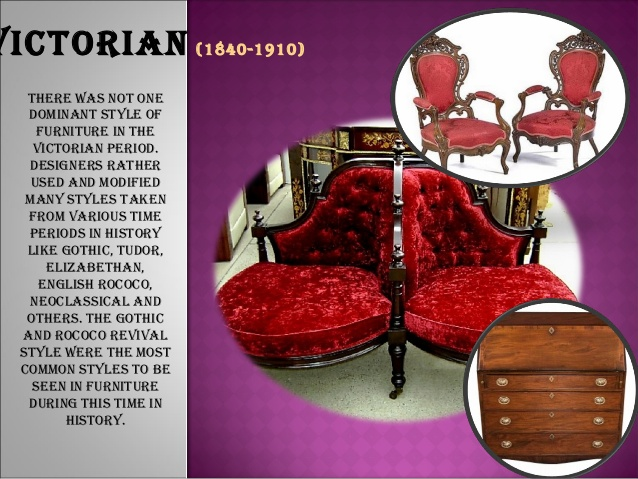 VICTORIAN (1840-1910)
THERE WAS NOT ONE
DOMINANT STYLE OF
FURNITURE IN THE
VICTORIAN PERIOD.
DESIGNERS RATHER
USED AND MODIFIED
MANY STYLES TAKEN
FROM VARIOUS TIME
PERIODS IN HISTORY
LIKE GOTHIC, TUDOR,
ELIZABETHAN,
ENGLISH ROCOCO,
NEOCLASSICAL AND
OTHERS. THE GOTHIC
AND ROCOCO REVIVAL
STYLE WERE THE MOST
COMMON STYLES TO BE
SEEN IN FURNITURE
DURING THIS TIME IN
HISTORY.